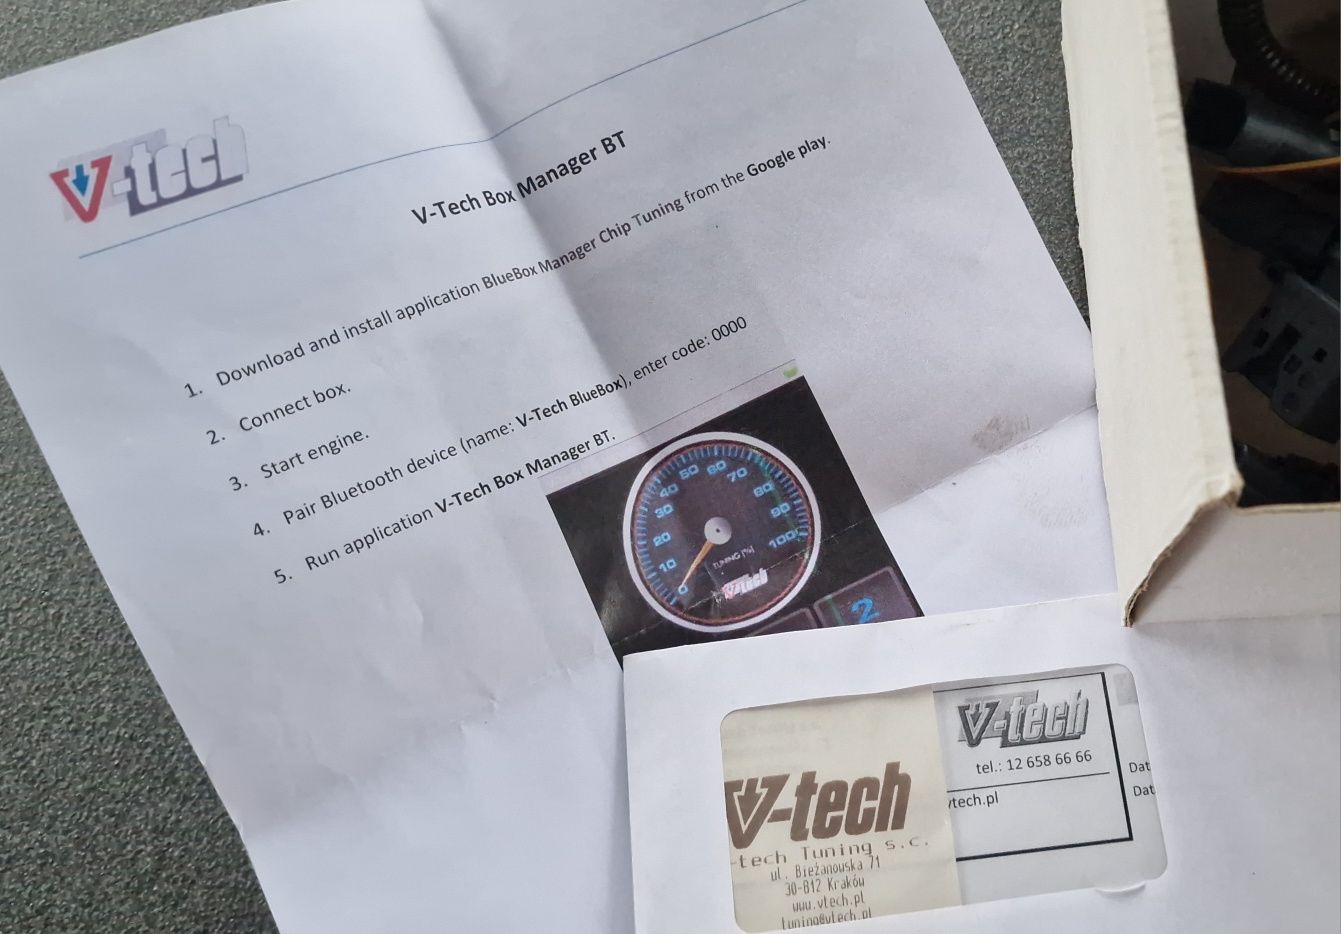 V-tech
V-Tech Box Manager BT
1. Download and install application BlueBox Manager Chip Tuning from the Google play.
2. Connect box.
3. Start engine.
4. Pair Bluetooth device (name: V-Tech BlueBox), enter code: 0000
5. Run application V-Tech Box Manager BT.
0
10
20
30
40
50
60
70
80
90
100
TUNING [%]
V-tech
2
V-tech
tel.: 12 658 66 66
vtech.pl
Dat
Dat
V-tech
-tech Tuning s.c.
ul. Bieżanowska 71
30-812 Kraków
www.vtech.pl
tuning@vtech.pl